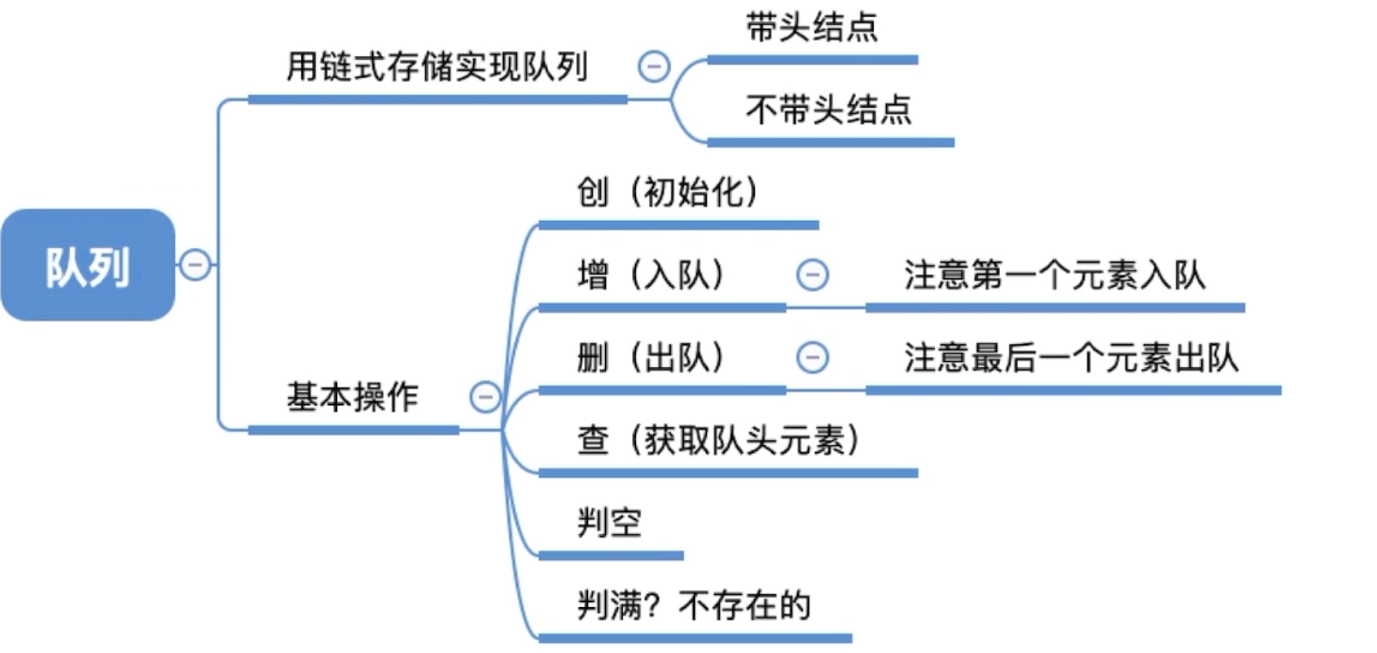 队列
用链式存储实现队列
带头结点
不带头结点
基本操作
创（初始化）
增（入队）
注意第一个元素入队
删（出队）
注意最后一个元素出队
查（获取队头元素）
判空
判满？不存在的